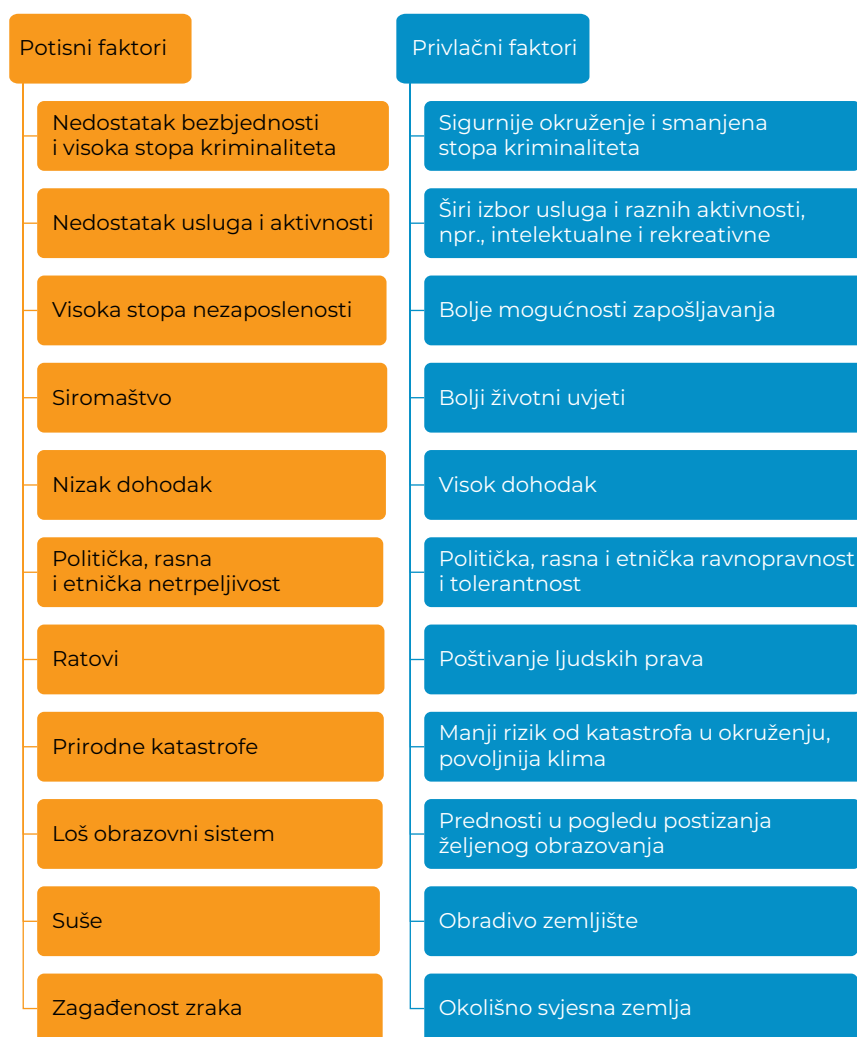 Potisni faktori
Nedostatak bezbjednosti
i visoka stopa kriminaliteta
Nedostatak usluga i aktivnosti
Visoka stopa nezaposlenosti
Siromaštvo
Nizak dohodak
Politička, rasna
i etnička netrpeljivost
Ratovi
Prirodne katastrofe
Loš obrazovni sistem
Suše
Zagađenost zraka
Privlačni faktori
Sigurnije okruženje i smanjena
stopa kriminaliteta
Širi izbor usluga i raznih aktivnosti,
npr., intelektualne i rekreativne
Bolje mogućnosti zapošljavanja
Bolji životni uvjeti
Visok dohodak
Politička, rasna i etnička ravnopravnost
i tolerantnost
Poštivanje ljudskih prava
Manji rizik od katastrofa u okruženju,
povoljnija klima
Prednosti u pogledu postizanja
željenog obrazovanja
Obradivo zemljište
Okolišno svjesna zemlja